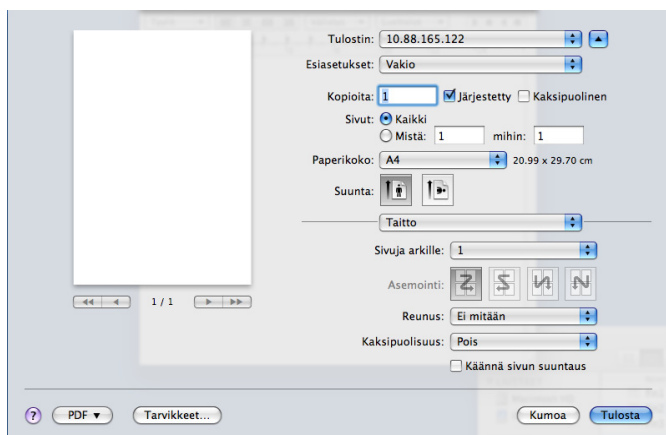 Tulostin: 10.88.165.122
Esiasetukset: Vakio
Kopioita: 1 Järjestetty Kaksipuolinen
Sivut: Kaikki
Mistä: 1 mihin: 1
Paperikoko: A4 20.99 x 29.70 cm
Suunta:
Taitto
Sivuja arkille: 1
Asemointi:
1 / 1
Reunus: Ei mitään
Kaksipuolisuus: Pois
Käännä sivun suuntaus
? PDF ▼ Tarvikkeet... Kumoa Tulosta